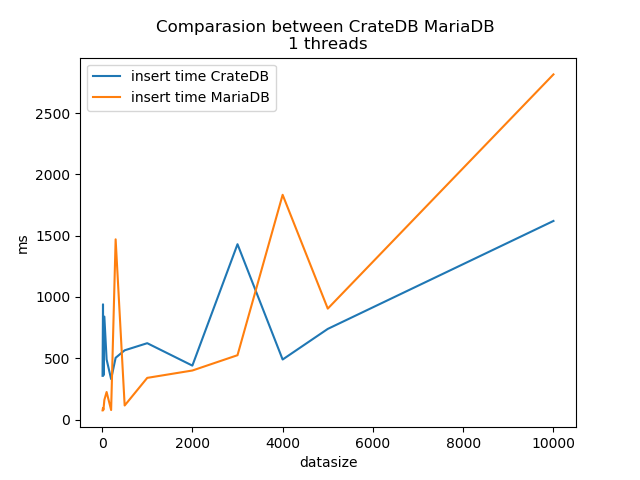 Comparasion between CrateDB MariaDB
1 threads
insert time CrateDB
insert time MariaDB
ms
2500
2000
1500
1000
500
0
0 2000 4000 6000 8000 10000
datasize